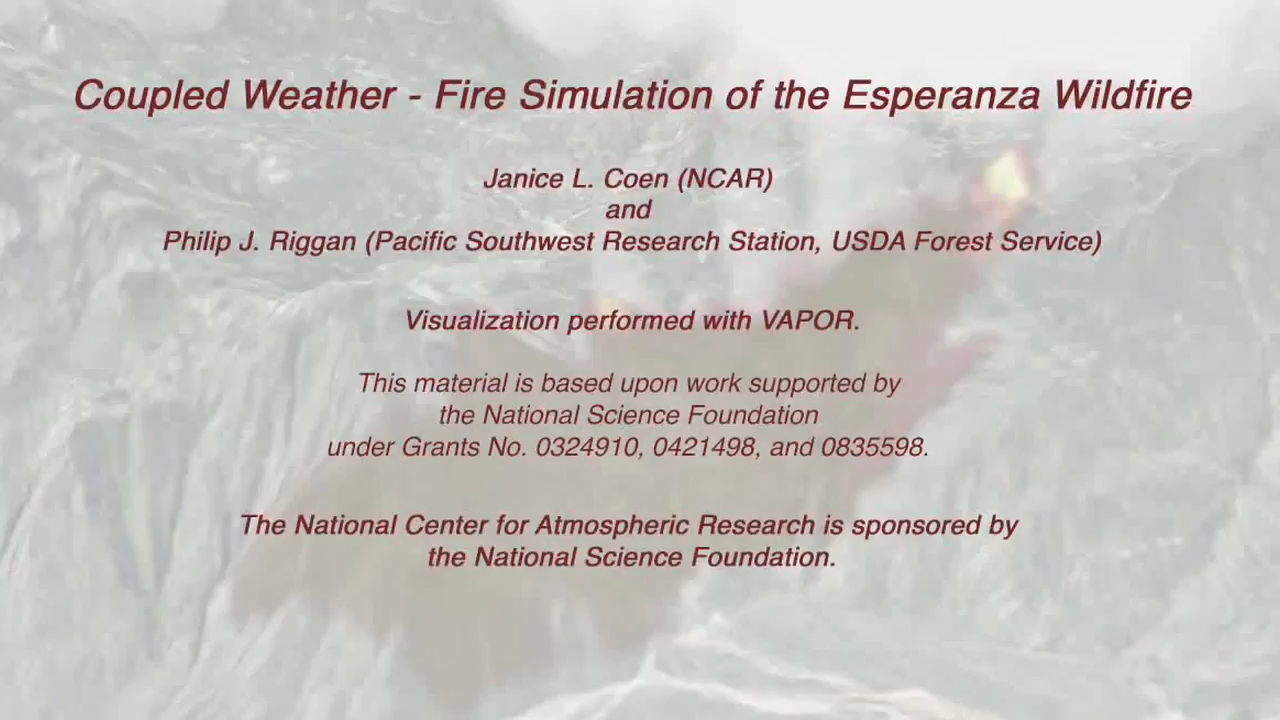 Coupled Weather - Fire Simulation of the Esperanza Wildfire
Janice L. Coen (NCAR)
and
Philip J. Riggan (Pacific Southwest Research Station, USDA Forest Service)
Visualization performed with VAPOR.
This material is based upon work supported by
the National Science Foundation
under Grants No. 0324910, 0421498, and 0835598.
The National Center for Atmospheric Research is sponsored by
the National Science Foundation.